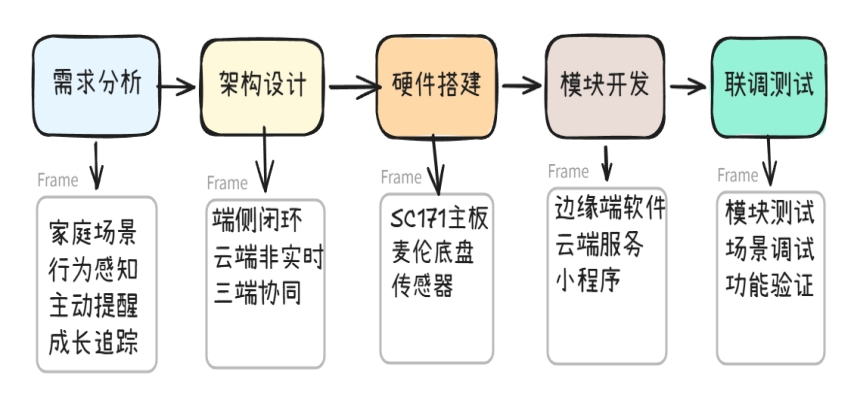 需求分析
架构设计
硬件搭建
模块开发
联调测试
Frame
家庭场景
行为感知
主动提醒
成长追踪
Frame
端侧闭环
云端非实时
三端协同
Frame
SC171主板
麦伦底盘
传感器
Frame
边缘端软件
云端服务
小程序
Frame
模块测试
场景调试
功能验证